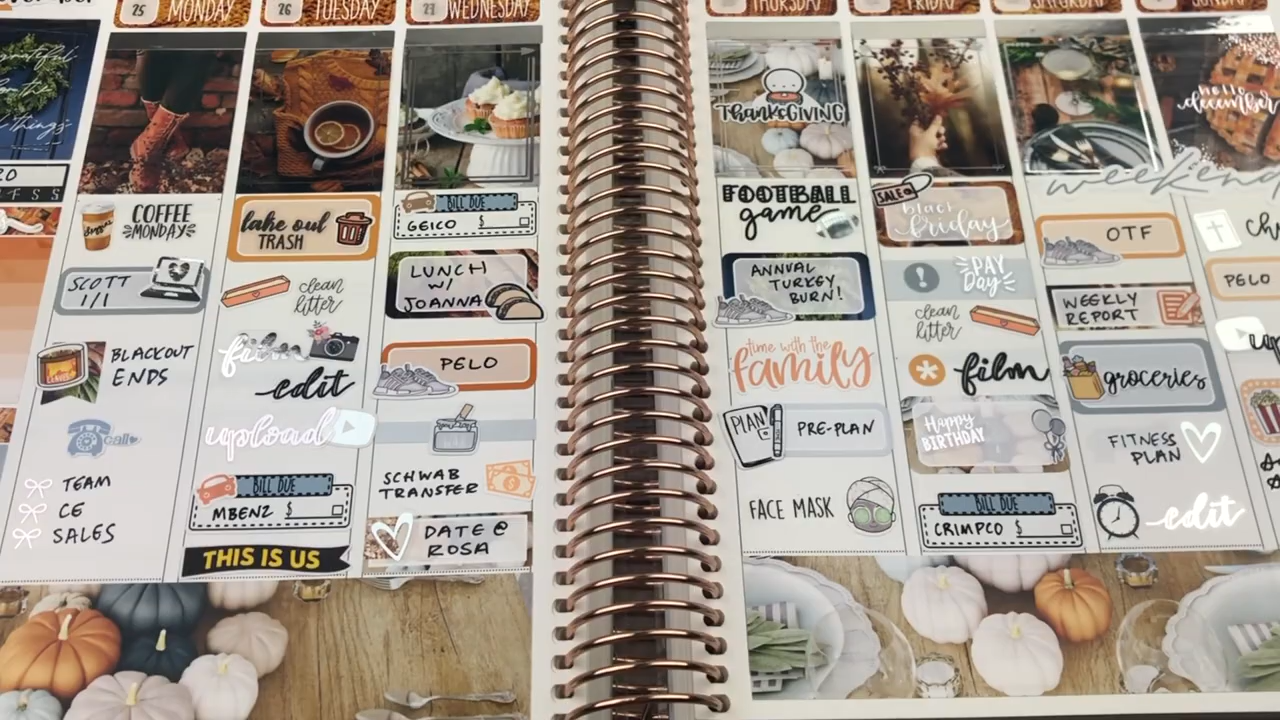 25 MONDAY
26 TUESDAY
WEDNESDAY
THURSDAY
FRIDAY
SATURDAY
SUNDAY
things
F S S
COFFEE
MONDAY
SCOTT
1/1
BLACKOUT
ENDS
call
TEAM
CE
SALES
take out
TRASH
clean
litter
film
edit
upload
BILL DUE
MBENZ $
THIS IS US
BILL DUE
GEICO $
LUNCH
W/
JOANNA
PELO
SCHWAB
TRANSFER
DATE @
ROSA
THANKSGIVING
FOOTBALL
game
ANNUAL
TURKEY
BURN!
time with the
family
PLAN
PRE-PLAN
FACE MASK
SALE
black
friday
PAY
DAY
clean
litter
film
Happy
BIRTHDAY
BILL DUE
CRIMPCO $
weekend
OTF
WEEKLY
REPORT
groceries
FITNESS
PLAN
edit
hello
december
PELO